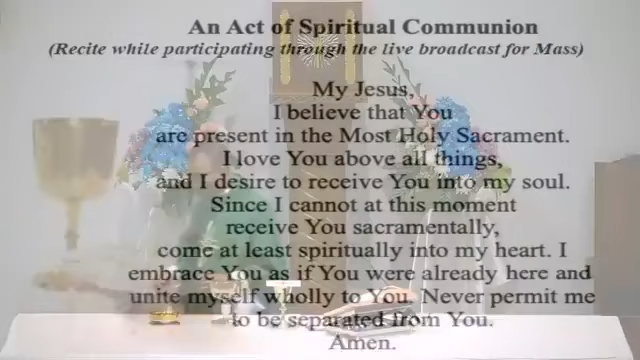 An Act of Spiritual Communion
(Recite while participating through the live broadcast for Mass)
My Jesus,
I believe that You
are present in the Most Holy Sacrament.
I love You above all things,
and I desire to receive You into my soul.
Since I cannot at this moment
receive You sacramentally,
come at least spiritually into my heart. I
embrace You as if You were already here and
unite myself wholly to You. Never permit me
to be separated from You.
Amen.